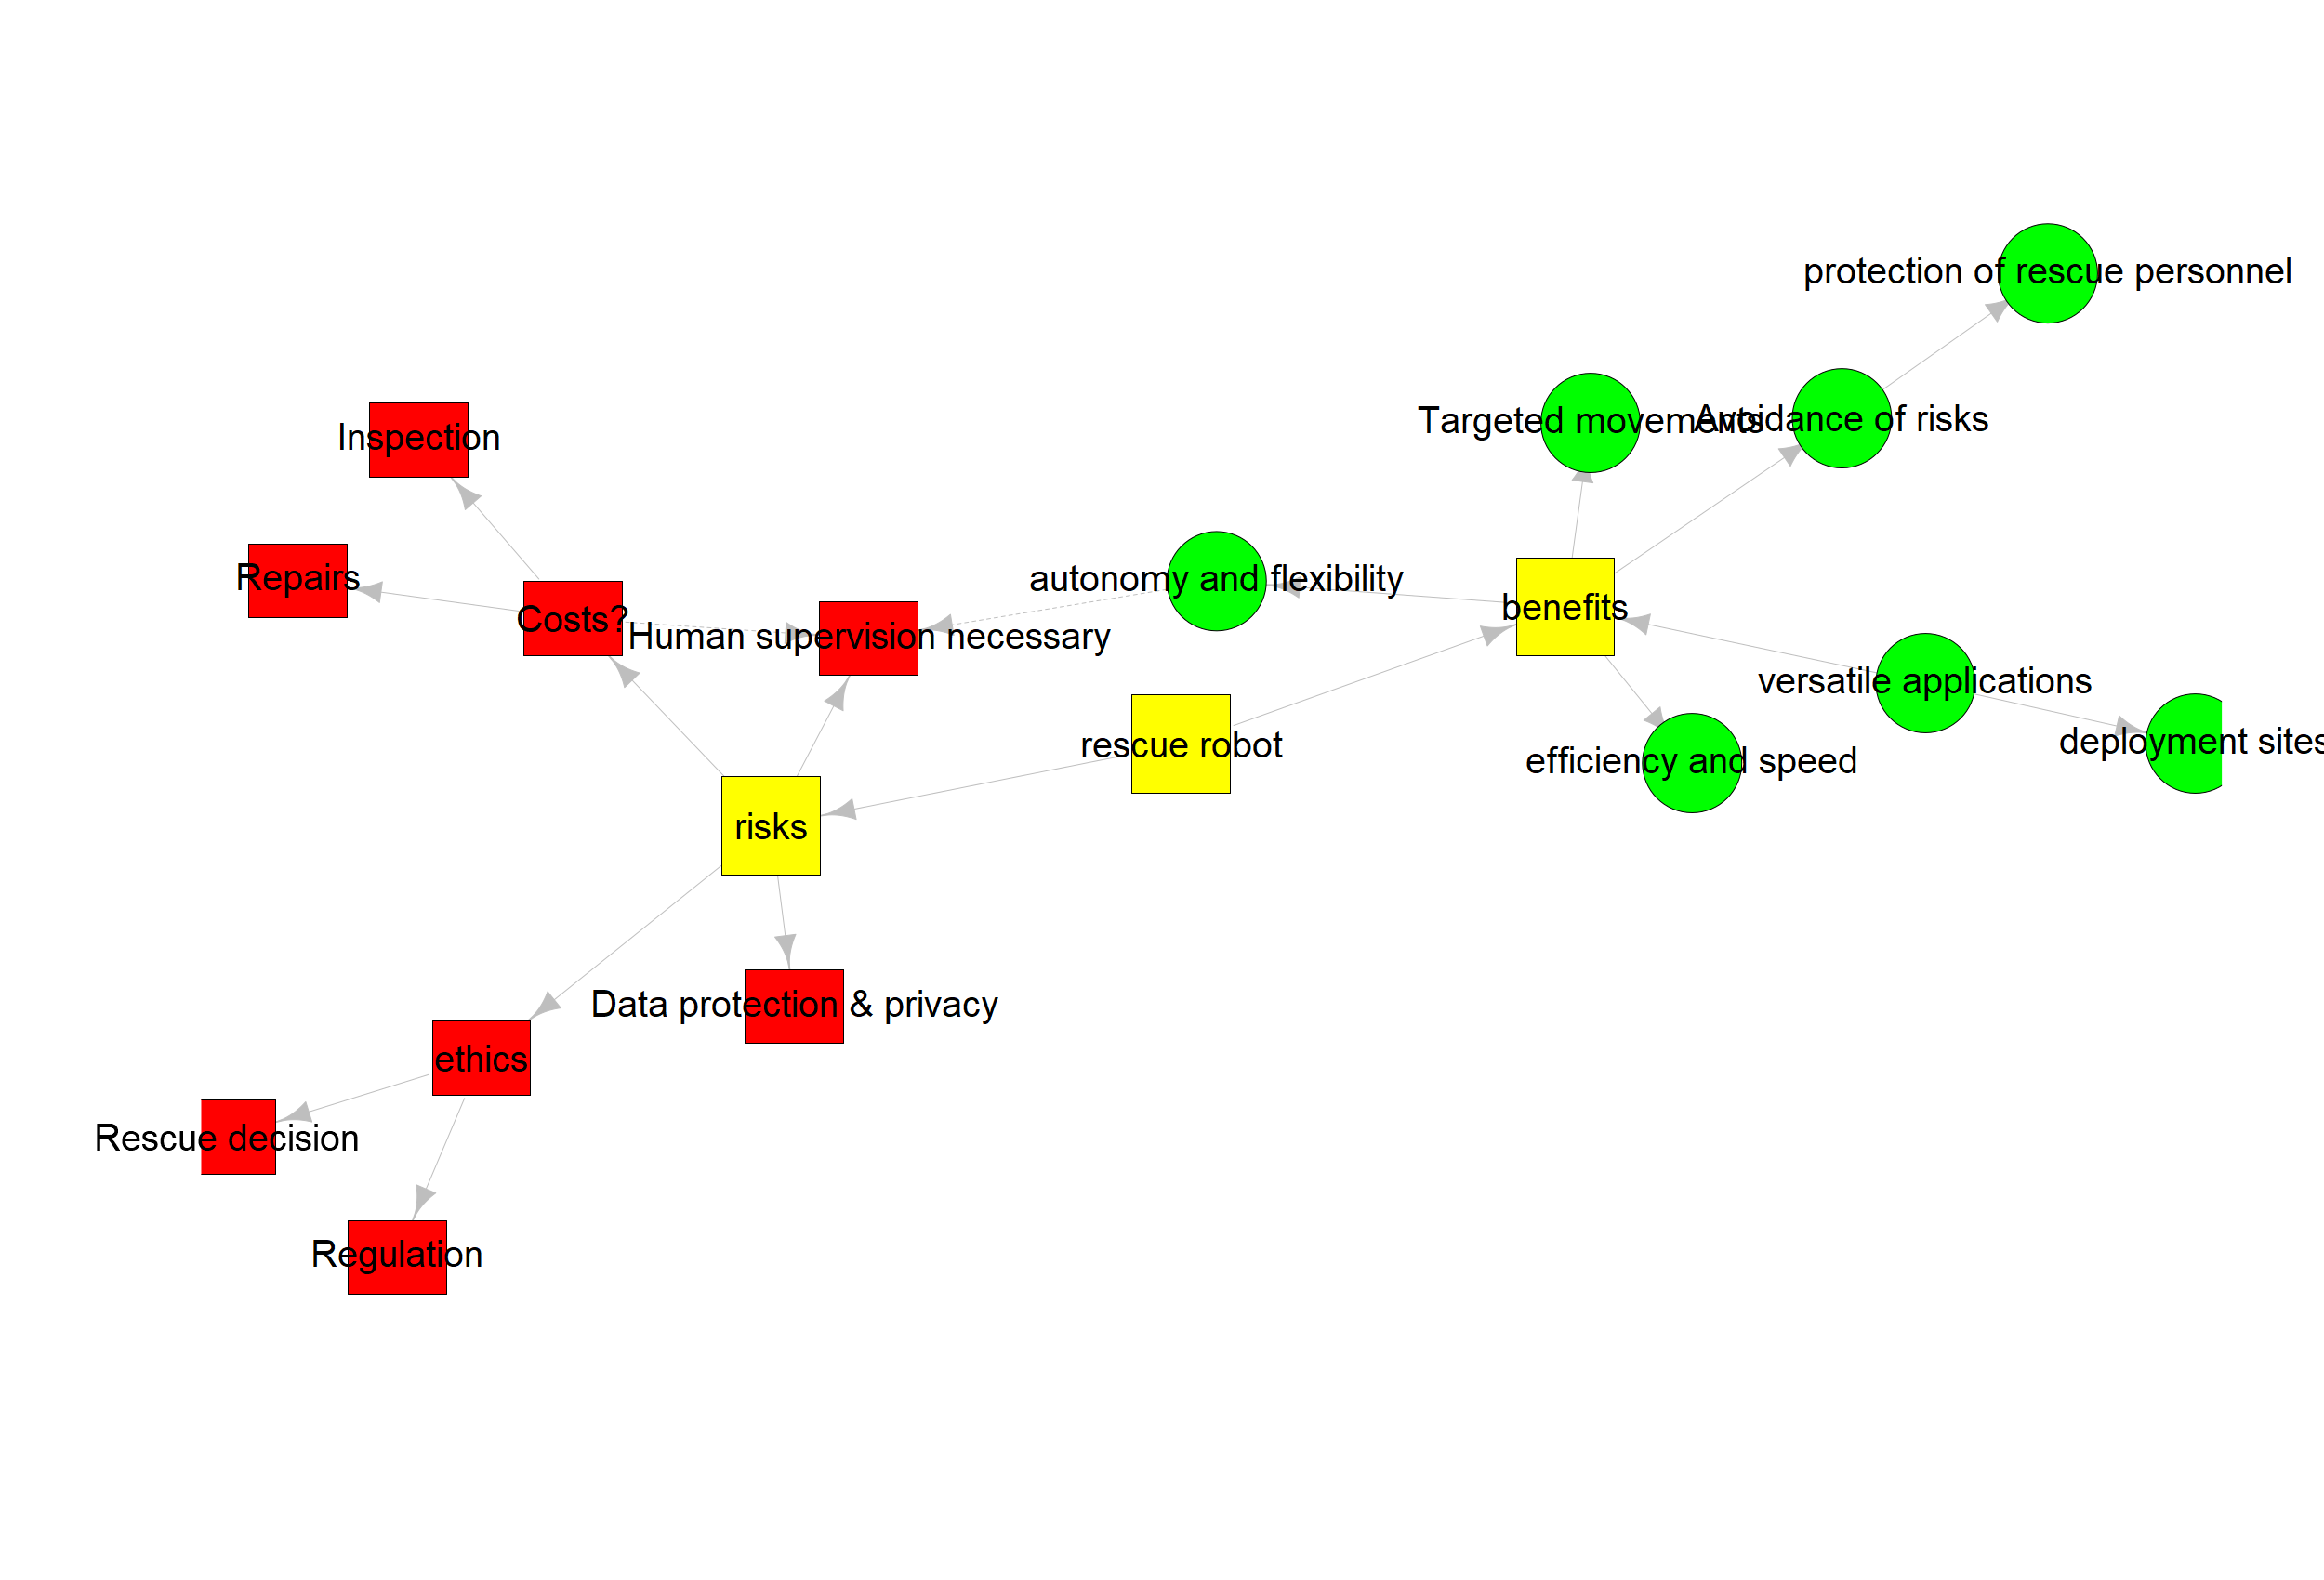 protection of rescue personnel
Targeted movements
Avoidance of risks
Inspection
Repairs
autonomy and flexibility
benefits
Costs?
Human supervision necessary
versatile applications
rescue robot
deployment sites
efficiency and speed
risks
Data protection & privacy
ethics
Rescue decision
Regulation